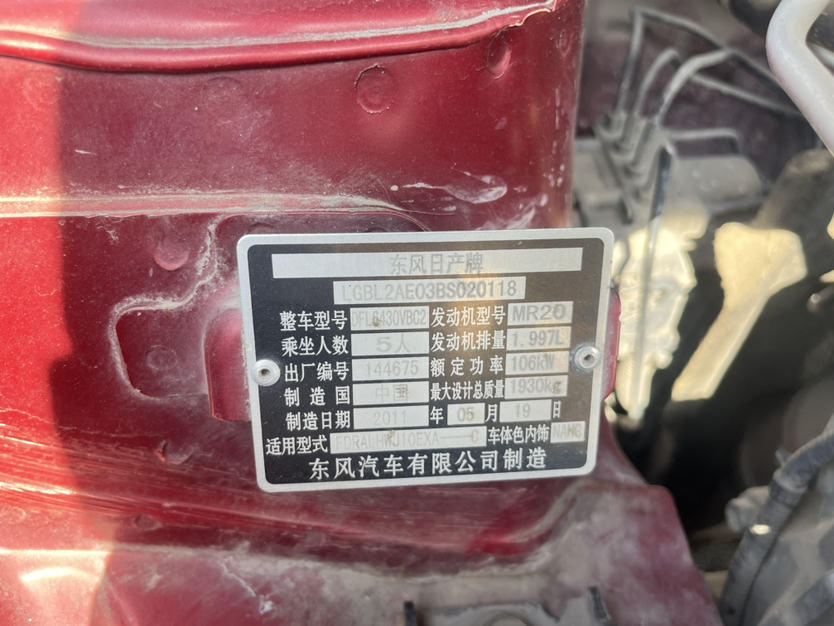 东风日产牌
LGBL2AE03BS020118
整车型号 DFL6430VBC2 发动机型号 MR20
乘坐人数 5人 发动机排量 1.997L
出厂编号 144675 额定功率 106kW
制造国 中国 最大设计总质量 1930kg
制造日期 2011 年 05 月 19 日
适用型式 FDRALHWJ10EXA----C 车体色内饰 NAHG
东风汽车有限公司制造